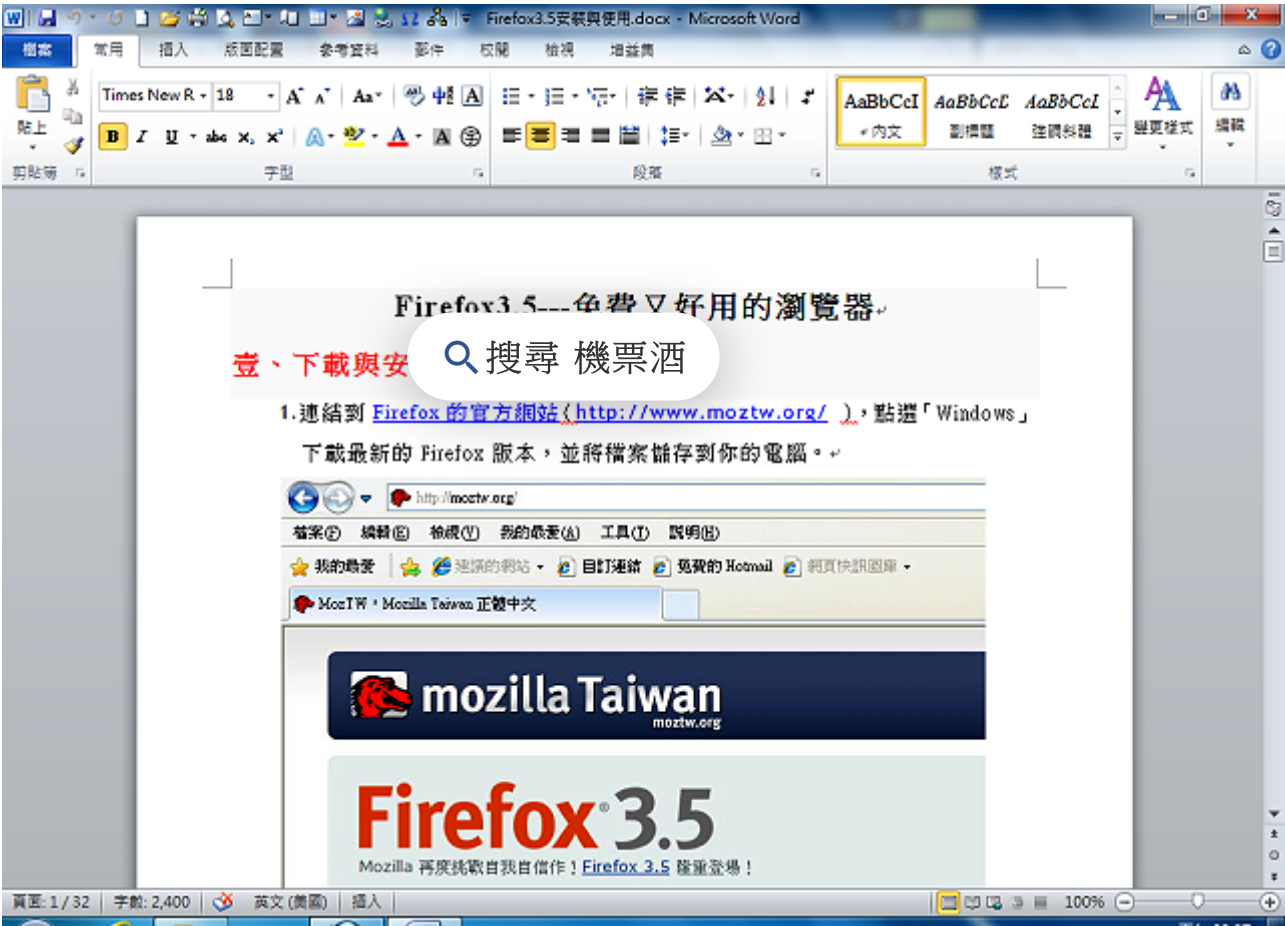 Firefox3.5安裝與使用.docx - Microsoft Word
檔案 常用 插入 版面配置 參考資料 郵件 校閱 檢視 增益集
Times New R 18 A A Aa 中 A
AaBbCcI AaBbCcD AaBbCcI
貼上 B I U abc x₂ x² A A A 字
內文 副標題 強調斜體 變更樣式 編輯
剪貼簿 字型 段落 樣式
Firefox3.5---免費又好用的瀏覽器
壹、下載與安
搜尋 機票酒
1.連結到 Firefox 的官方網站(http://www.moztw.org/ ),點選「Windows」
下載最新的 Firefox 版本,並將檔案儲存到你的電腦。
http://moztw.org/
檔案(F) 編輯(E) 檢視(V) 我的最愛(A) 工具(T) 說明(H)
我的最愛 建議的網站 自訂連結 免費的 Hotmail 網頁快訊圖庫
MozTW,Mozilla Taiwan 正體中文
mozilla Taiwan
moztw.org
Firefox 3.5
Mozilla 再度挑戰自我自信作!Firefox 3.5 隆重登場!
頁面: 1 / 32 字數: 2,400 英文 (美國) 插入 100%